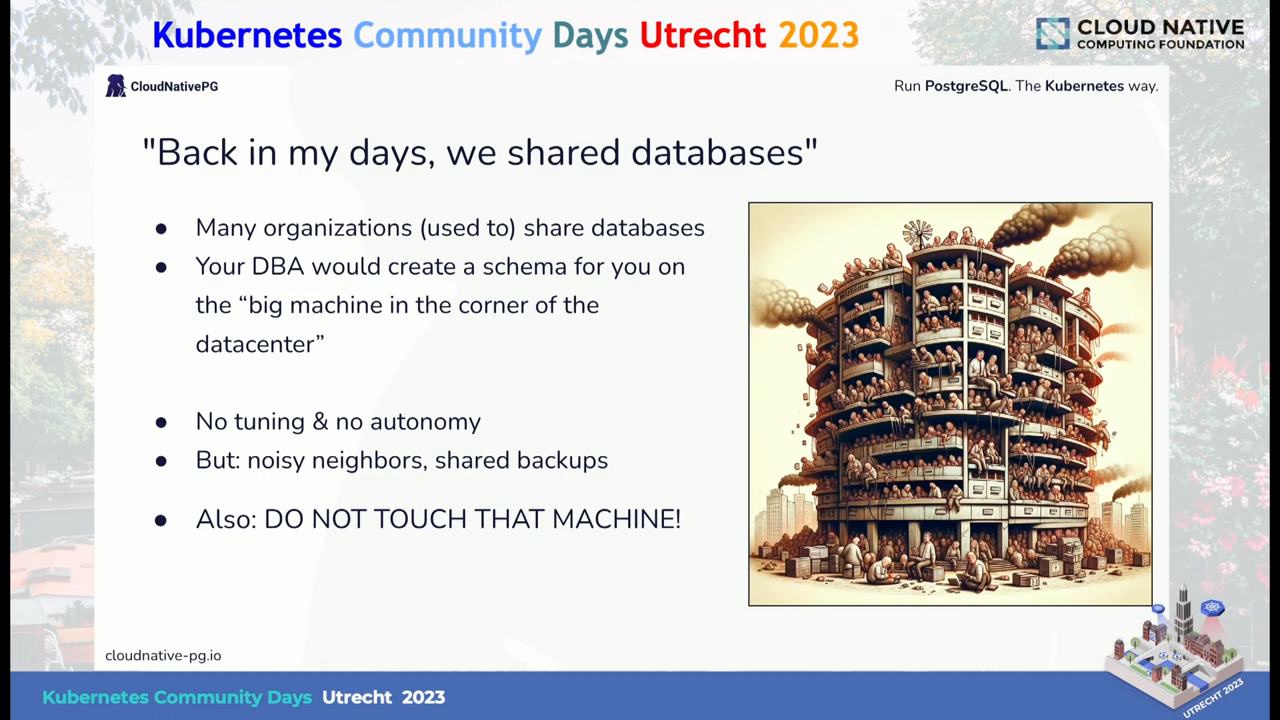 Kubernetes Community Days Utrecht 2023
CLOUD NATIVE
COMPUTING FOUNDATION
CloudNativePG
Run PostgreSQL. The Kubernetes way.
"Back in my days, we shared databases"
● Many organizations (used to) share databases
● Your DBA would create a schema for you on
the “big machine in the corner of the
datacenter”
● No tuning & no autonomy
● But: noisy neighbors, shared backups
● Also: DO NOT TOUCH THAT MACHINE!
cloudnative-pg.io
Kubernetes Community Days Utrecht 2023
UTRECHT 2023